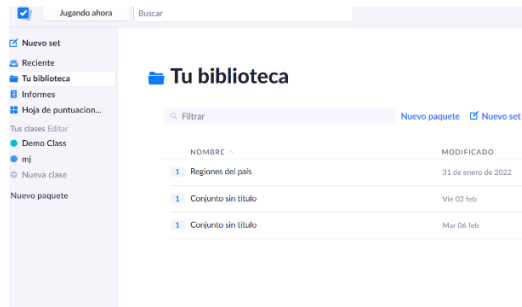 Jugando ahora
Buscar
Nuevo set
Reciente
Tu biblioteca
Informes
Hoja de puntuacion...
Tus clases Editar
Demo Class
mj
Nueva clase
Nuevo paquete
Tu biblioteca
Filtrar
Nuevo paquete Nuevo set
NOMBRE MODIFICADO
1 Regiones del país 31 de enero de 2022
1 Conjunto sin título Vie 02 feb
1 Conjunto sin título Mar 06 feb